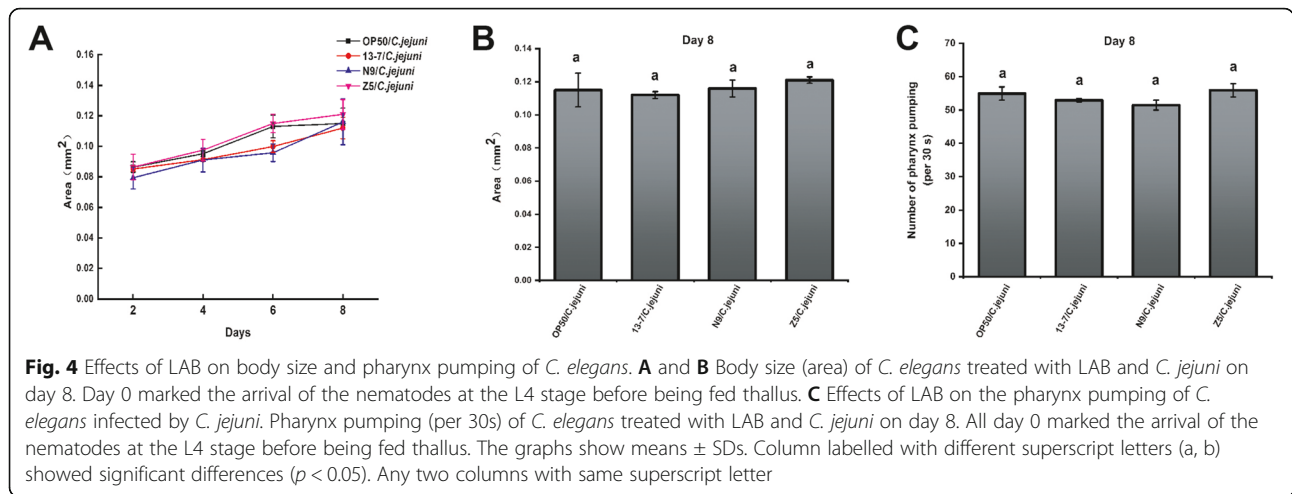 A
OP50/C.jejuni
13-7/C.jejuni
N9/C.jejuni
Z5/C.jejuni
Area（mm²）
0.16
0.14
0.12
0.10
0.08
0.06
0.04
0.02
0.00
2 4 6 8
Days
B
Day 8
Area（mm²）
0.16
0.14
0.12
0.10
0.08
0.06
0.04
0.02
0.00
a a a a
OP50/C.jejuni
13-7/C.jejuni
N9/C.jejuni
Z5/C.jejuni
C
Day 8
Number of pharynx pumping
(per 30 s)
70
60
50
40
30
20
10
0
a a a a
OP50/C.jejuni
13-7/C.jejuni
N9/C.jejuni
Z5/C.jejuni
Fig. 4 Effects of LAB on body size and pharynx pumping of C. elegans. A and B Body size (area) of C. elegans treated with LAB and C. jejuni on
day 8. Day 0 marked the arrival of the nematodes at the L4 stage before being fed thallus. C Effects of LAB on the pharynx pumping of C.
elegans infected by C. jejuni. Pharynx pumping (per 30s) of C. elegans treated with LAB and C. jejuni on day 8. All day 0 marked the arrival of the
nematodes at the L4 stage before being fed thallus. The graphs show means ± SDs. Column labelled with different superscript letters (a, b)
showed significant differences (p < 0.05). Any two columns with same superscript letter